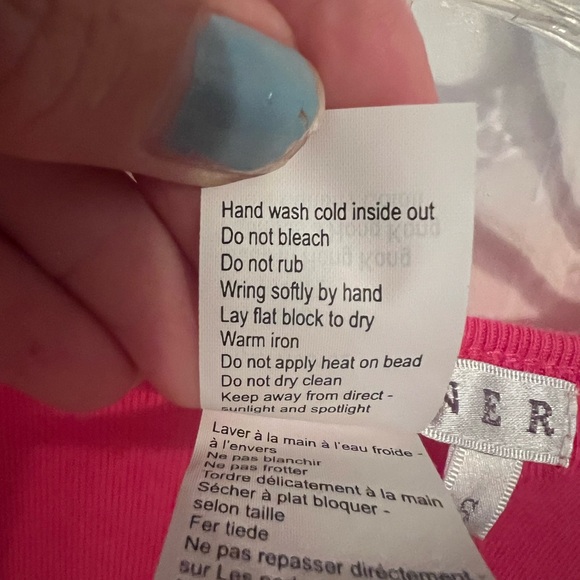 Hand wash cold inside out
Do not bleach
Do not rub
Wring softly by hand
Lay flat block to dry
Warm iron
Do not apply heat on bead
Do not dry clean
Keep away from direct -
sunlight and spotlight
Laver à la main à l'eau froide -
à l'envers
Ne pas blanchir
Ne pas frotter
Tordre délicatement à la main
Sécher à plat bloquer -
selon taille
Fer tiede
Ne pas repasser directement
sur Les
NER
S